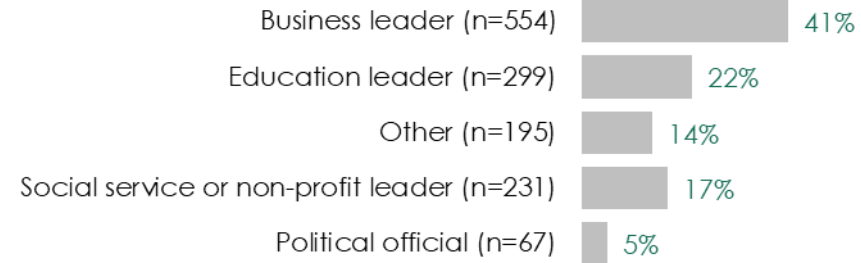 Business leader (n=554) 41%
Education leader (n=299) 22%
Other (n=195) 14%
Social service or non-profit leader (n=231) 17%
Political official (n=67) 5%